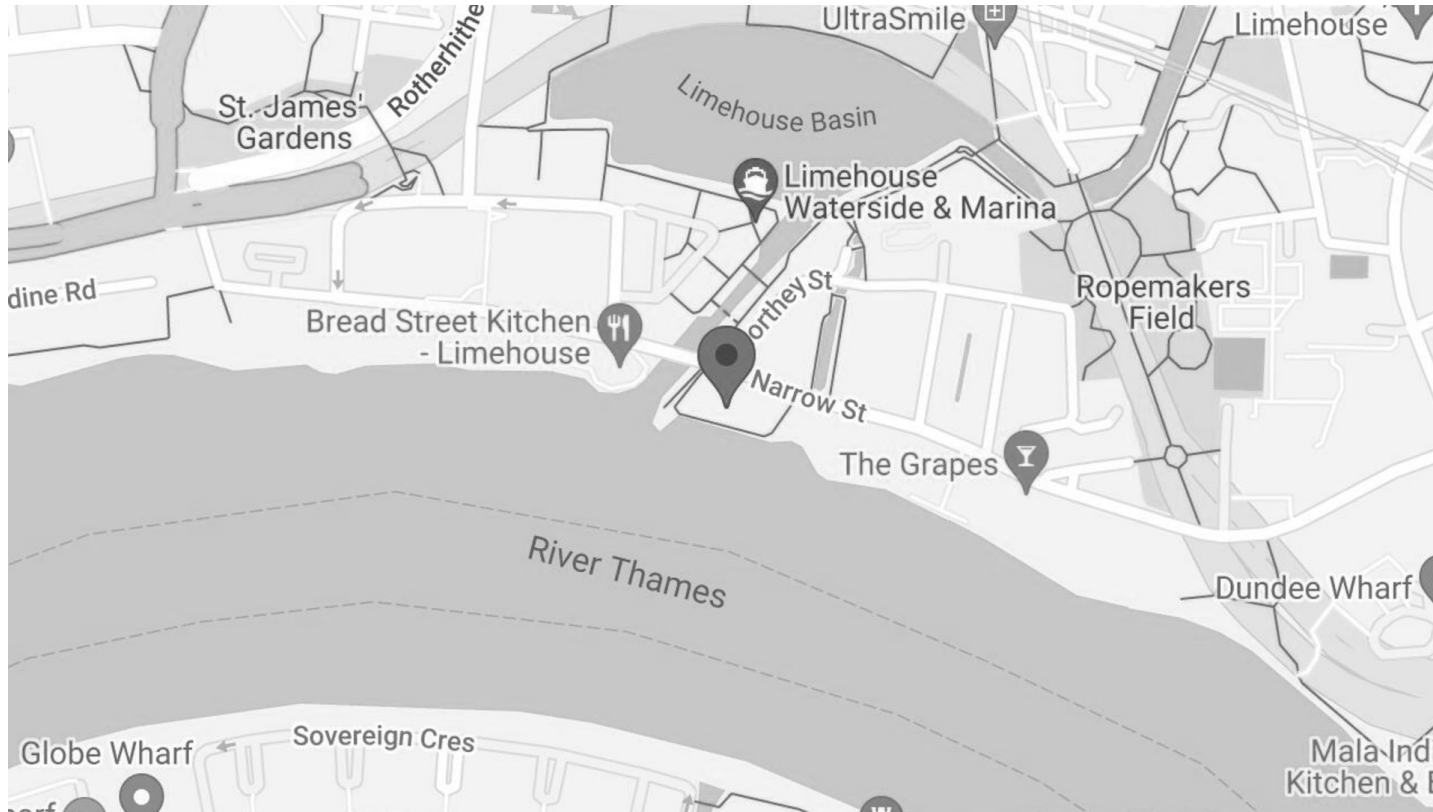 UltraSmile
Limehouse
Rotherhithe
St. James'
Gardens
Limehouse Basin
Limehouse
Waterside & Marina
dine Rd
orthey St
Ropemakers
Field
Bread Street Kitchen
- Limehouse
Narrow St
The Grapes
River Thames
Dundee Wharf
Sovereign Cres
Globe Wharf
Mala Ind
Kitchen & B